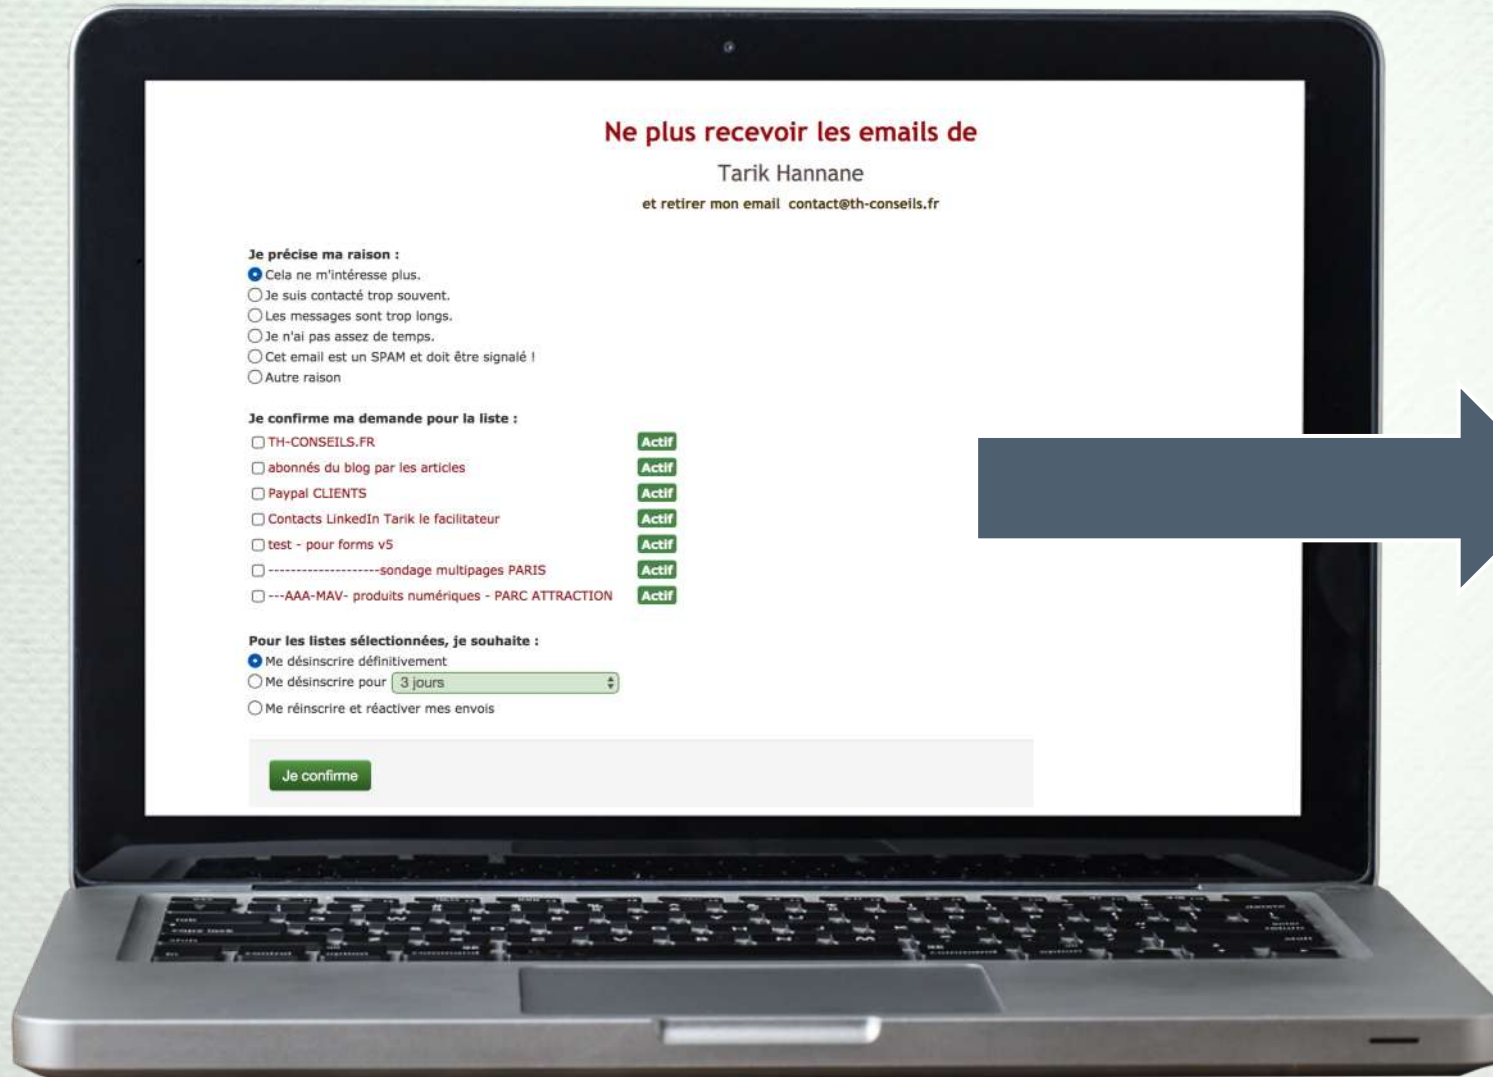 Ne plus recevoir les emails de
Tarik Hannane
et retirer mon email contact@th-conseils.fr
Je précise ma raison :
Cela ne m'intéresse plus.
Je suis contacté trop souvent.
Les messages sont trop longs.
Je n'ai pas assez de temps.
Cet email est un SPAM et doit être signalé !
Autre raison
Je confirme ma demande pour la liste :
TH-CONSEILS.FR Actif
abonnés du blog par les articles Actif
Paypal CLIENTS Actif
Contacts LinkedIn Tarik le facilitateur Actif
test - pour forms v5 Actif
--------------------sondage multipages PARIS Actif
---AAA-MAV- produits numériques - PARC ATTRACTION Actif
Pour les listes sélectionnées, je souhaite :
Me désinscrire définitivement
Me désinscrire pour 3 jours
Me réinscrire et réactiver mes envois
Je confirme